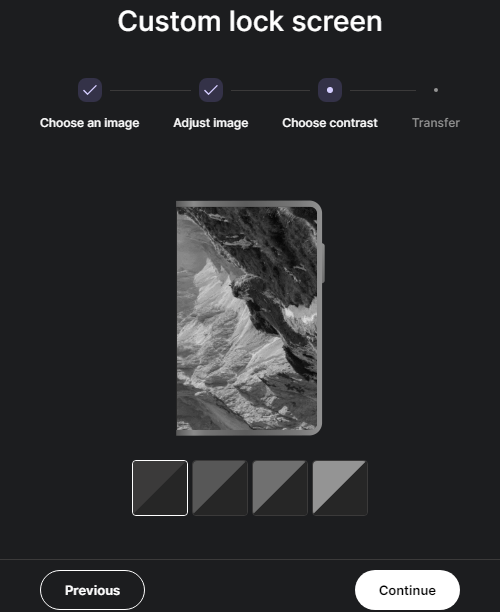 Custom lock screen
Choose an image
Adjust image
Choose contrast
Transfer
Previous
Continue